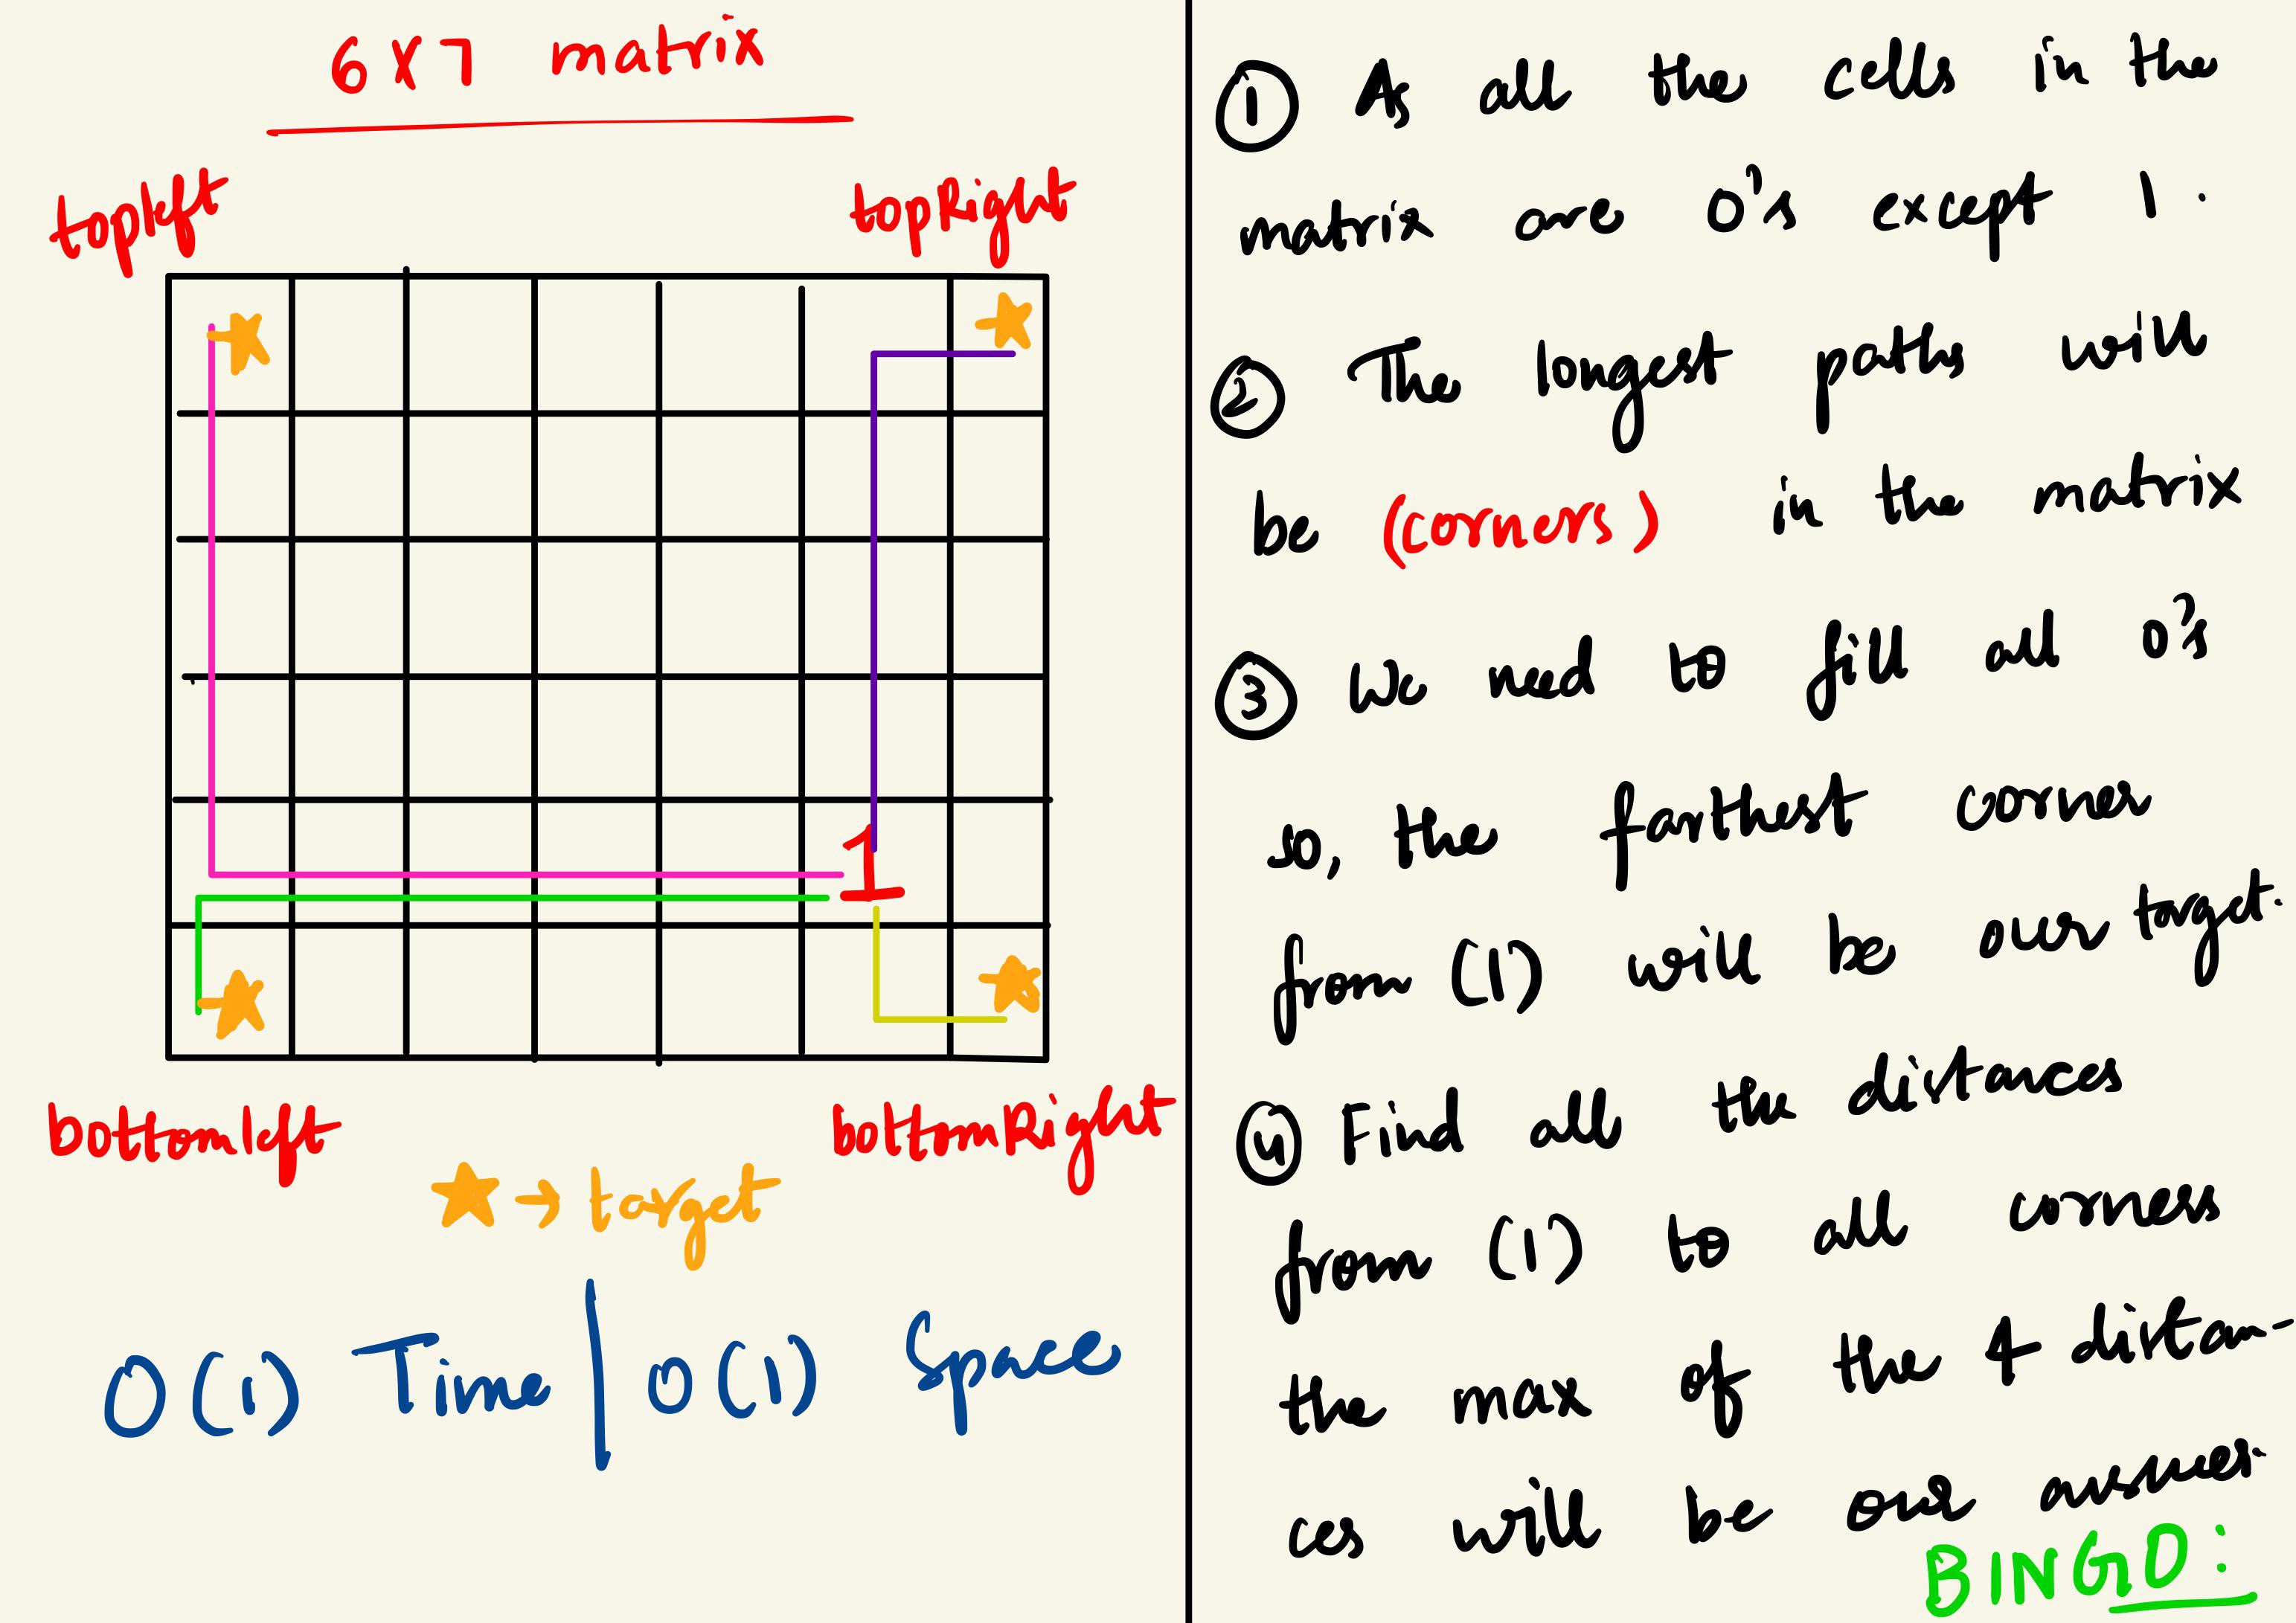 6 x 7 matrix
topleft
topRight
1
bottomleft
bottomRight
→ target
O(1) Time | O(1) Space
① As all the cells in the
matrix are 0's except 1.
② The longest paths will
be (corners) in the matrix
③ We need to fill all 0's
so, the farthest corner
from (1) will be our target.
④ Find all the distances
from (1) to all corners
the max of the 4 distan-
ces will be our answer.
BINGO: